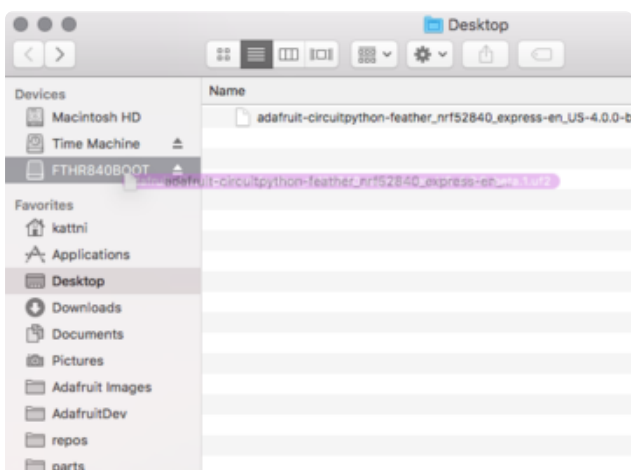 Desktop
Devices
Name
Macintosh HD
adafruit-circuitpython-feather_nrf52840_express-en_US-4.0.0-b
Time Machine
FTHR840BOOT
adafruit-circuitpython-feather_nrf52840_express-en
Favorites
kattni
Applications
Desktop
Downloads
Documents
Pictures
Adafruit Images
AdafruitDev
repos
parts